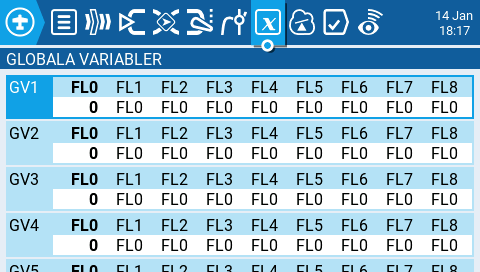 14 Jan
18:17
GLOBALA VARIABLER
GV1 FL0 FL1 FL2 FL3 FL4 FL5 FL6 FL7 FL8
0 FL0 FL0 FL0 FL0 FL0 FL0 FL0 FL0
GV2 FL0 FL1 FL2 FL3 FL4 FL5 FL6 FL7 FL8
0 FL0 FL0 FL0 FL0 FL0 FL0 FL0 FL0
GV3 FL0 FL1 FL2 FL3 FL4 FL5 FL6 FL7 FL8
0 FL0 FL0 FL0 FL0 FL0 FL0 FL0 FL0
GV4 FL0 FL1 FL2 FL3 FL4 FL5 FL6 FL7 FL8
0 FL0 FL0 FL0 FL0 FL0 FL0 FL0 FL0
GV5 FL0 FL1 FL2 FL3 FL4 FL5 FL6 FL7 FL8